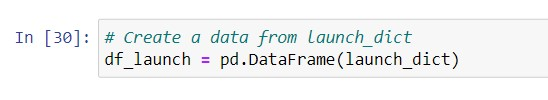 In [30]: # Create a data from launch_dict
df_launch = pd.DataFrame(launch_dict)